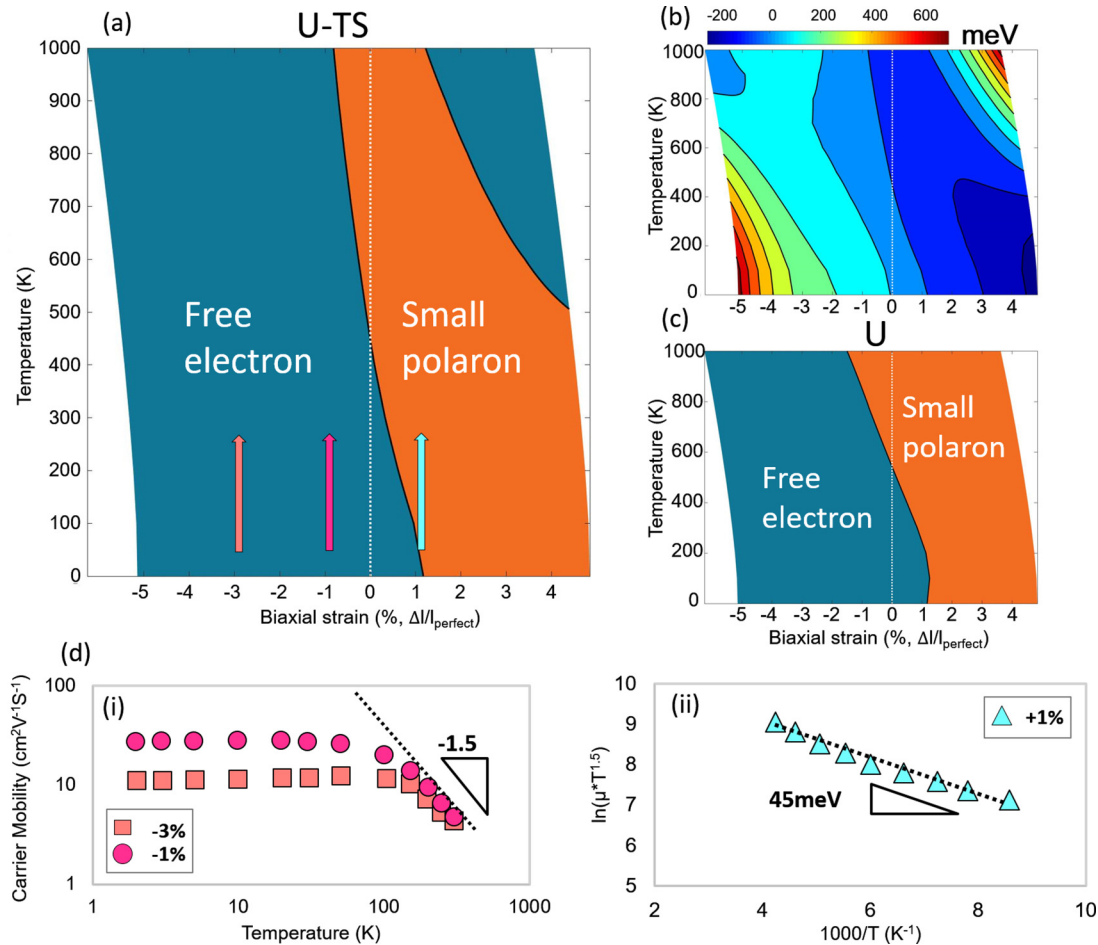 (a)
U-TS
1000
900
800
700
600
500
400
300
200
100
0
Temperature (K)
Free
electron
Small
polaron
-5 -4 -3 -2 -1 0 1 2 3 4
Biaxial strain (%, Δl/l_perfect)
(b)
-200 0 200 400 600
meV
1000
800
600
400
200
0
Temperature (K)
-5 -4 -3 -2 -1 0 1 2 3 4
(c)
U
1000
800
600
400
200
0
Temperature (K)
Free
electron
Small
polaron
-5 -4 -3 -2 -1 0 1 2 3 4
Biaxial strain (%, Δl/l_perfect)
(d)
(i)
100
10
1
Carrier Mobility (cm²V⁻¹S⁻¹)
-1.5
-3%
-1%
1 10 100 1000
Temperature (K)
(ii)
10
9
8
7
6
5
ln(μ*T^1.5)
+1%
45meV
2 4 6 8 10
1000/T (K⁻¹)